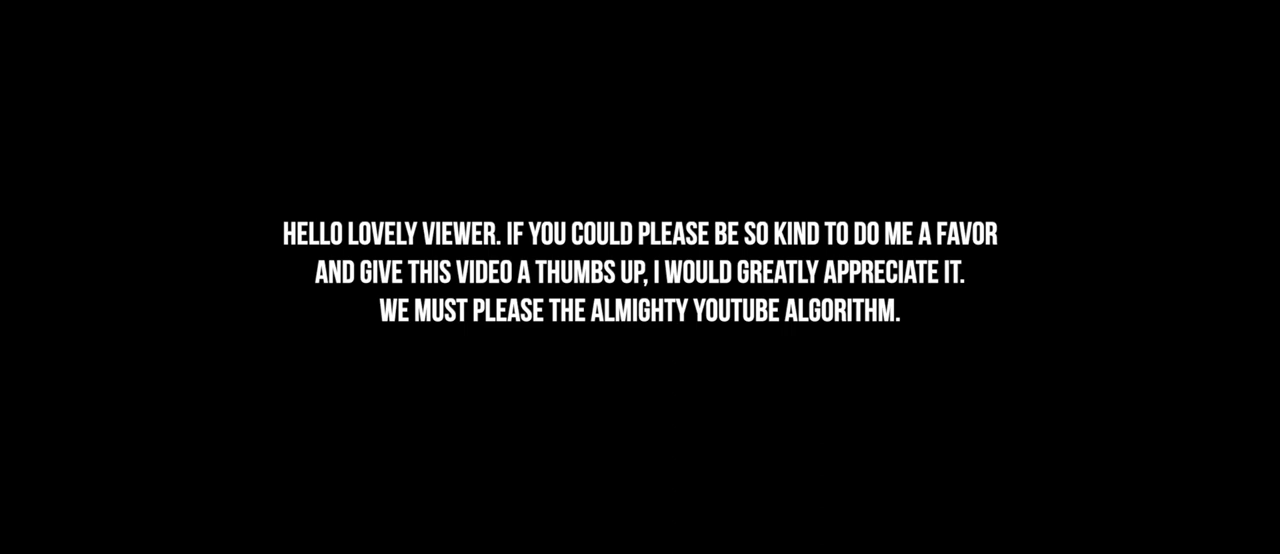 HELLO LOVELY VIEWER. IF YOU COULD PLEASE BE SO KIND TO DO ME A FAVOR
AND GIVE THIS VIDEO A THUMBS UP, I WOULD GREATLY APPRECIATE IT.
WE MUST PLEASE THE ALMIGHTY YOUTUBE ALGORITHM.